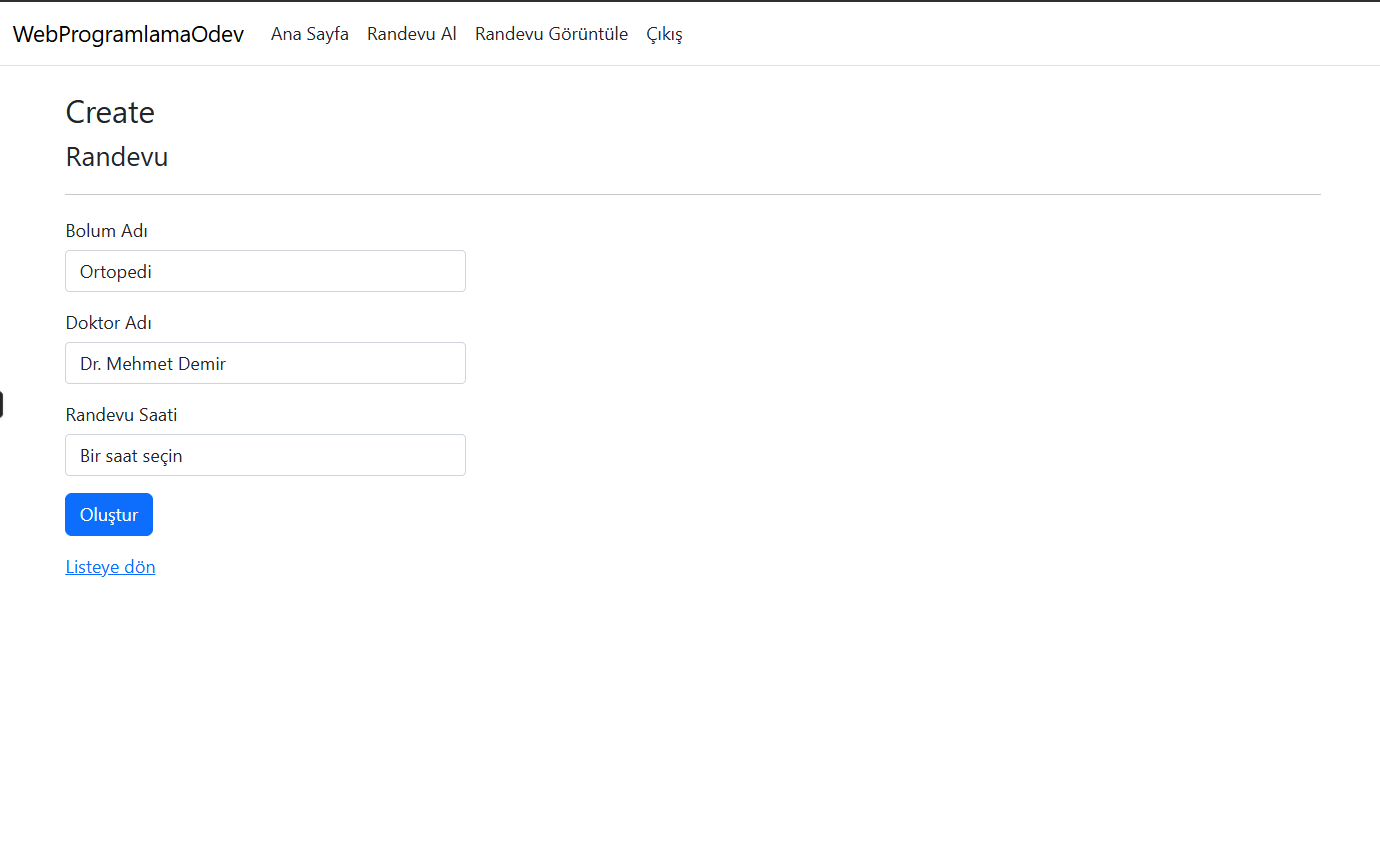 WebProgramlamaOdev Ana Sayfa Randevu Al Randevu Görüntüle Çıkış
Create
Randevu
Bolum Adı
Ortopedi
Doktor Adı
Dr. Mehmet Demir
Randevu Saati
Bir saat seçin
Oluştur
Listeye dön